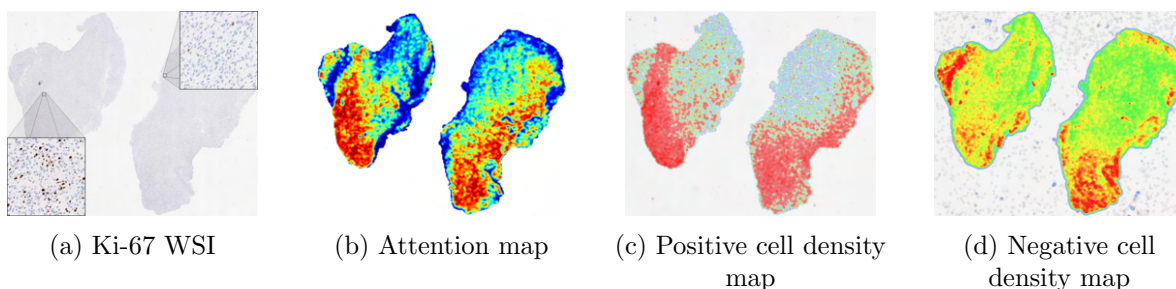 (a) Ki-67 WSI
(b) Attention map
(c) Positive cell density
map
(d) Negative cell
density map